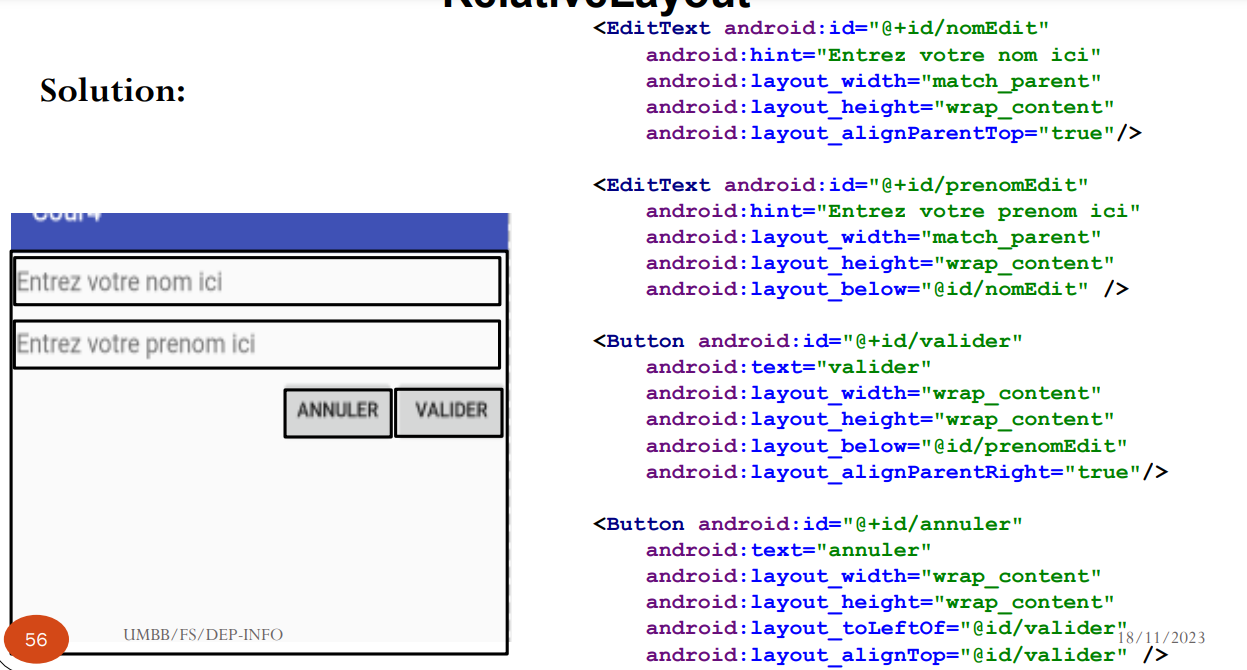 RelativeLayout
Solution:
Cour4
Entrez votre nom ici
Entrez votre prenom ici
ANNULER
VALIDER
<EditText android:id="@+id/nomEdit"
android:hint="Entrez votre nom ici"
android:layout_width="match_parent"
android:layout_height="wrap_content"
android:layout_alignParentTop="true"/>
<EditText android:id="@+id/prenomEdit"
android:hint="Entrez votre prenom ici"
android:layout_width="match_parent"
android:layout_height="wrap_content"
android:layout_below="@id/nomEdit" />
<Button android:id="@+id/valider"
android:text="valider"
android:layout_width="wrap_content"
android:layout_height="wrap_content"
android:layout_below="@id/prenomEdit"
android:layout_alignParentRight="true"/>
<Button android:id="@+id/annuler"
android:text="annuler"
android:layout_width="wrap_content"
android:layout_height="wrap_content"
android:layout_toLeftOf="@id/valider"
android:layout_alignTop="@id/valider" />
56
UMBB/FS/DEP-INFO
18/11/2023